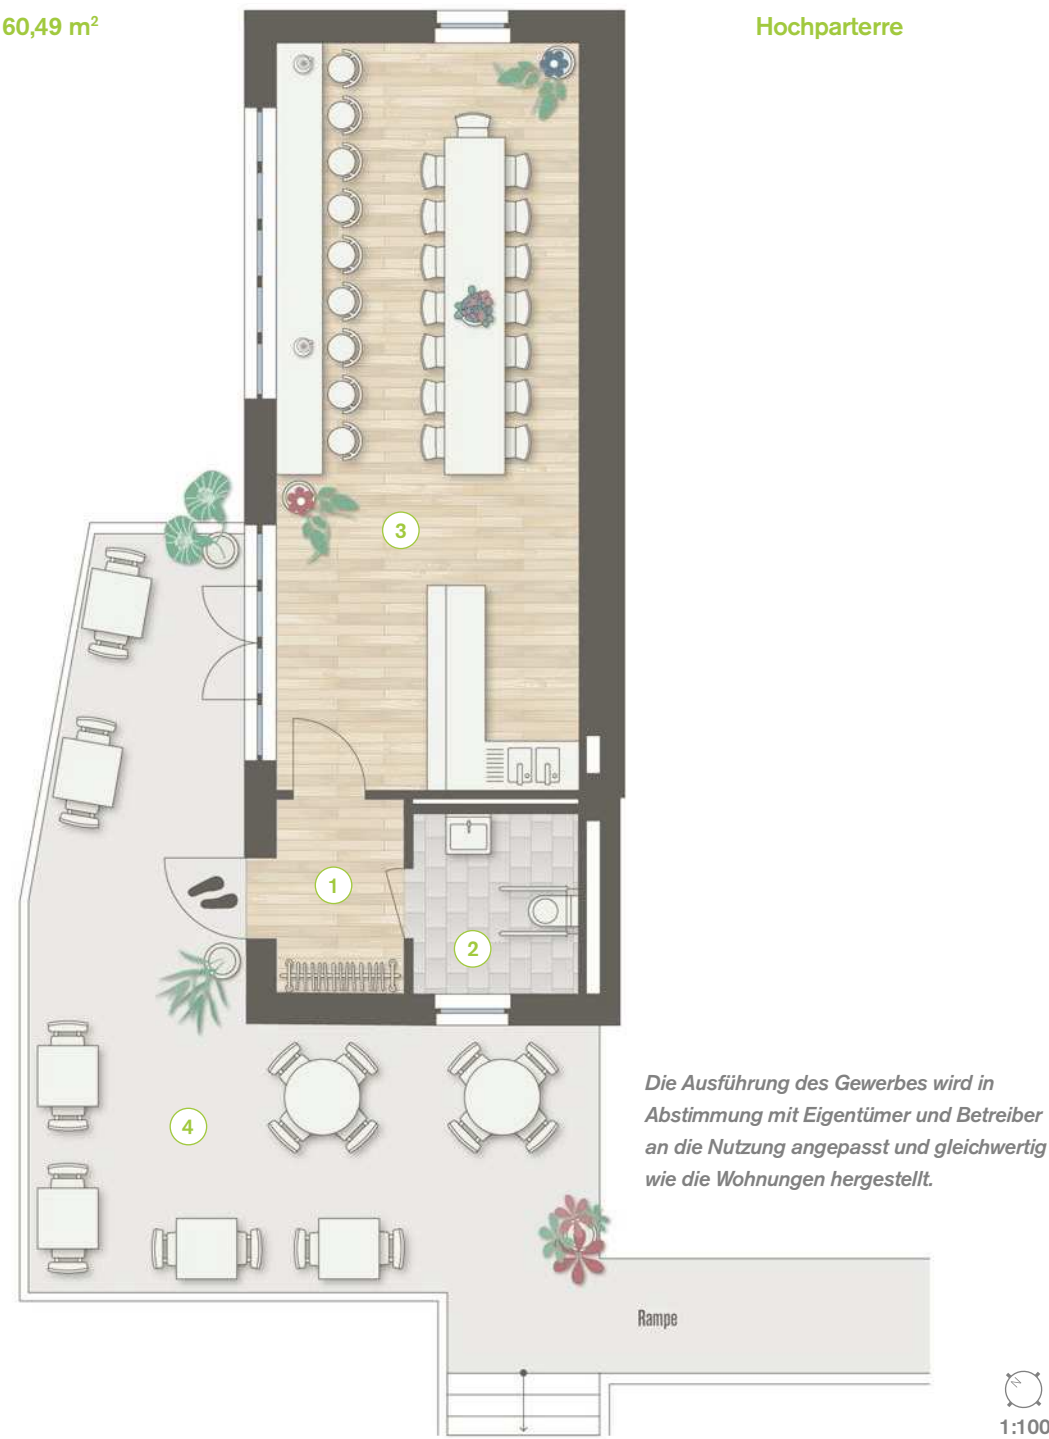 60,49 m²
Hochparterre
3
1
2
4
Die Ausführung des Gewerbes wird in
Abstimmung mit Eigentümer und Betreiber
an die Nutzung angepasst und gleichwertig
wie die Wohnungen hergestellt.
Rampe
N
1:100